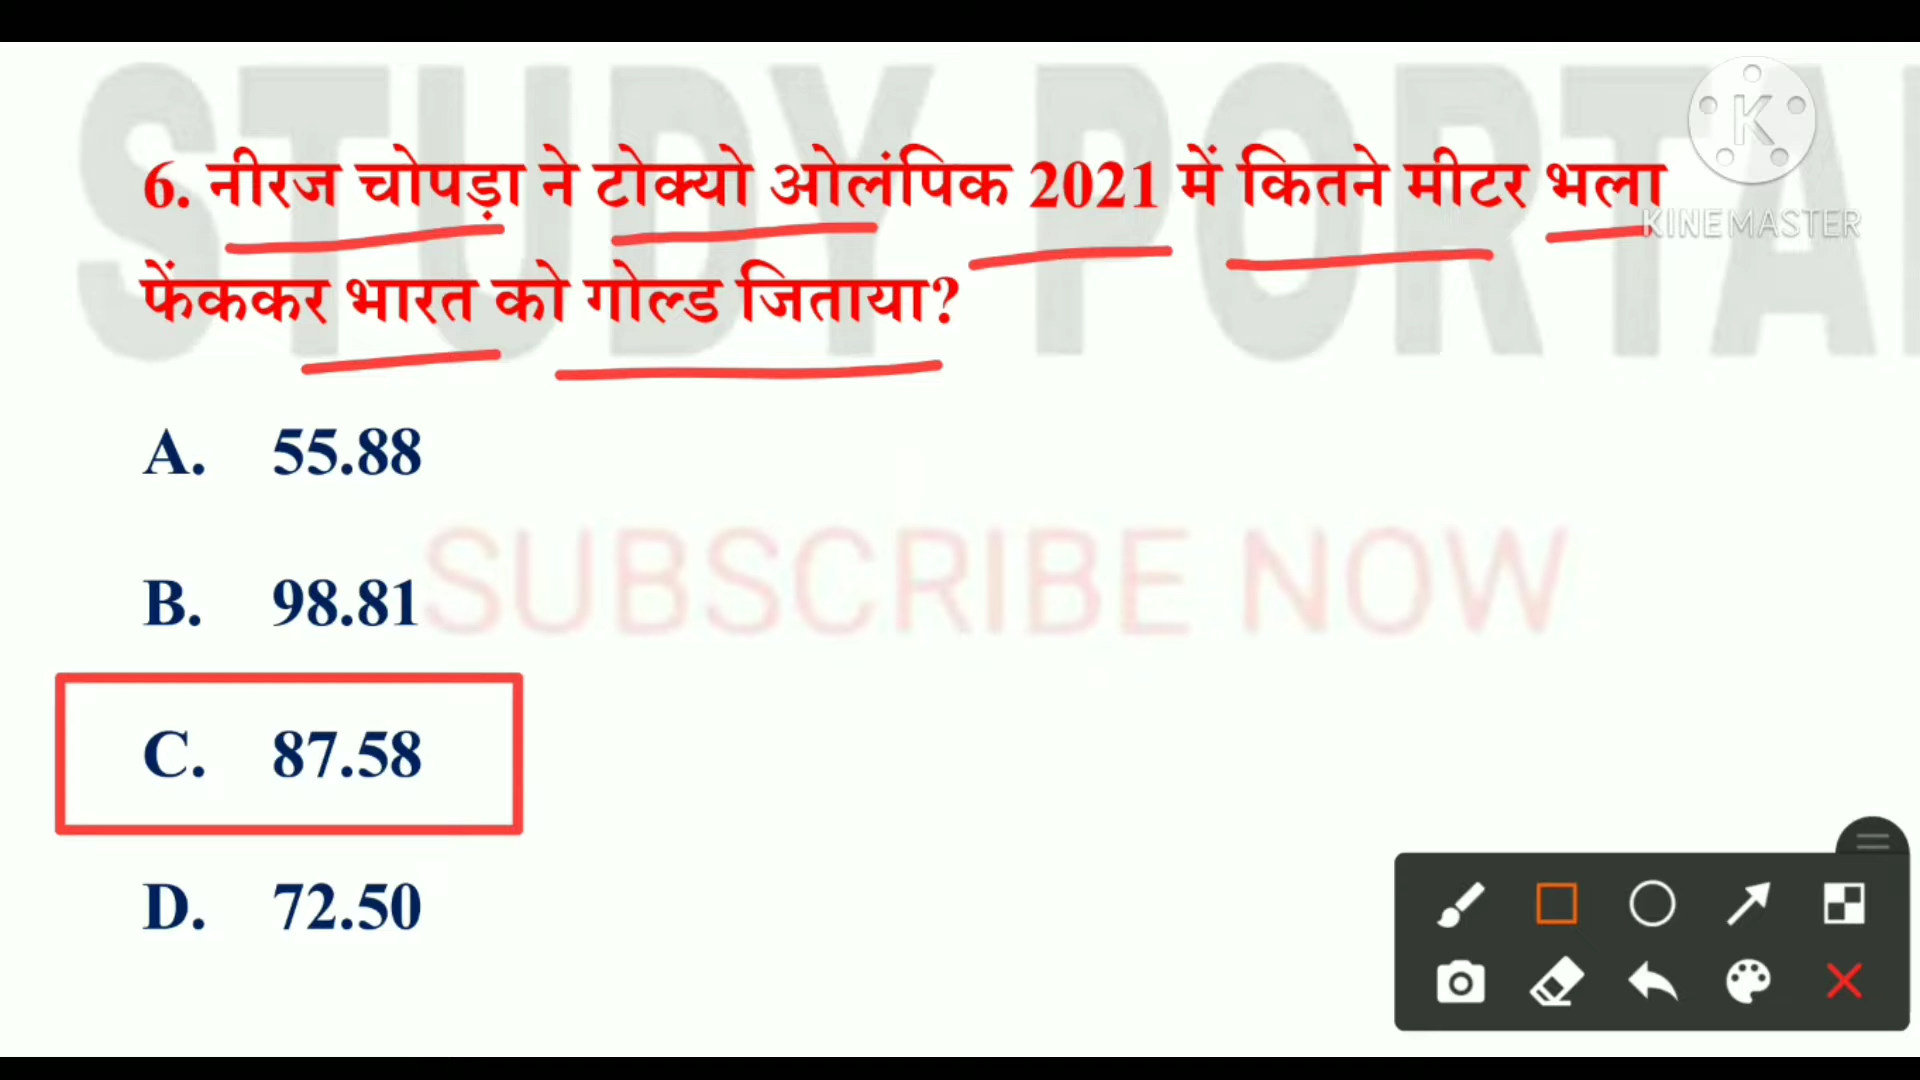 STUDY PORTAL
K
KINEMASTER
6. नीरज चोपड़ा ने टोक्यो ओलंपिक 2021 में कितने मीटर भला
फेंककर भारत को गोल्ड जिताया?
A. 55.88
SUBSCRIBE NOW
B. 98.81
C. 87.58
D. 72.50